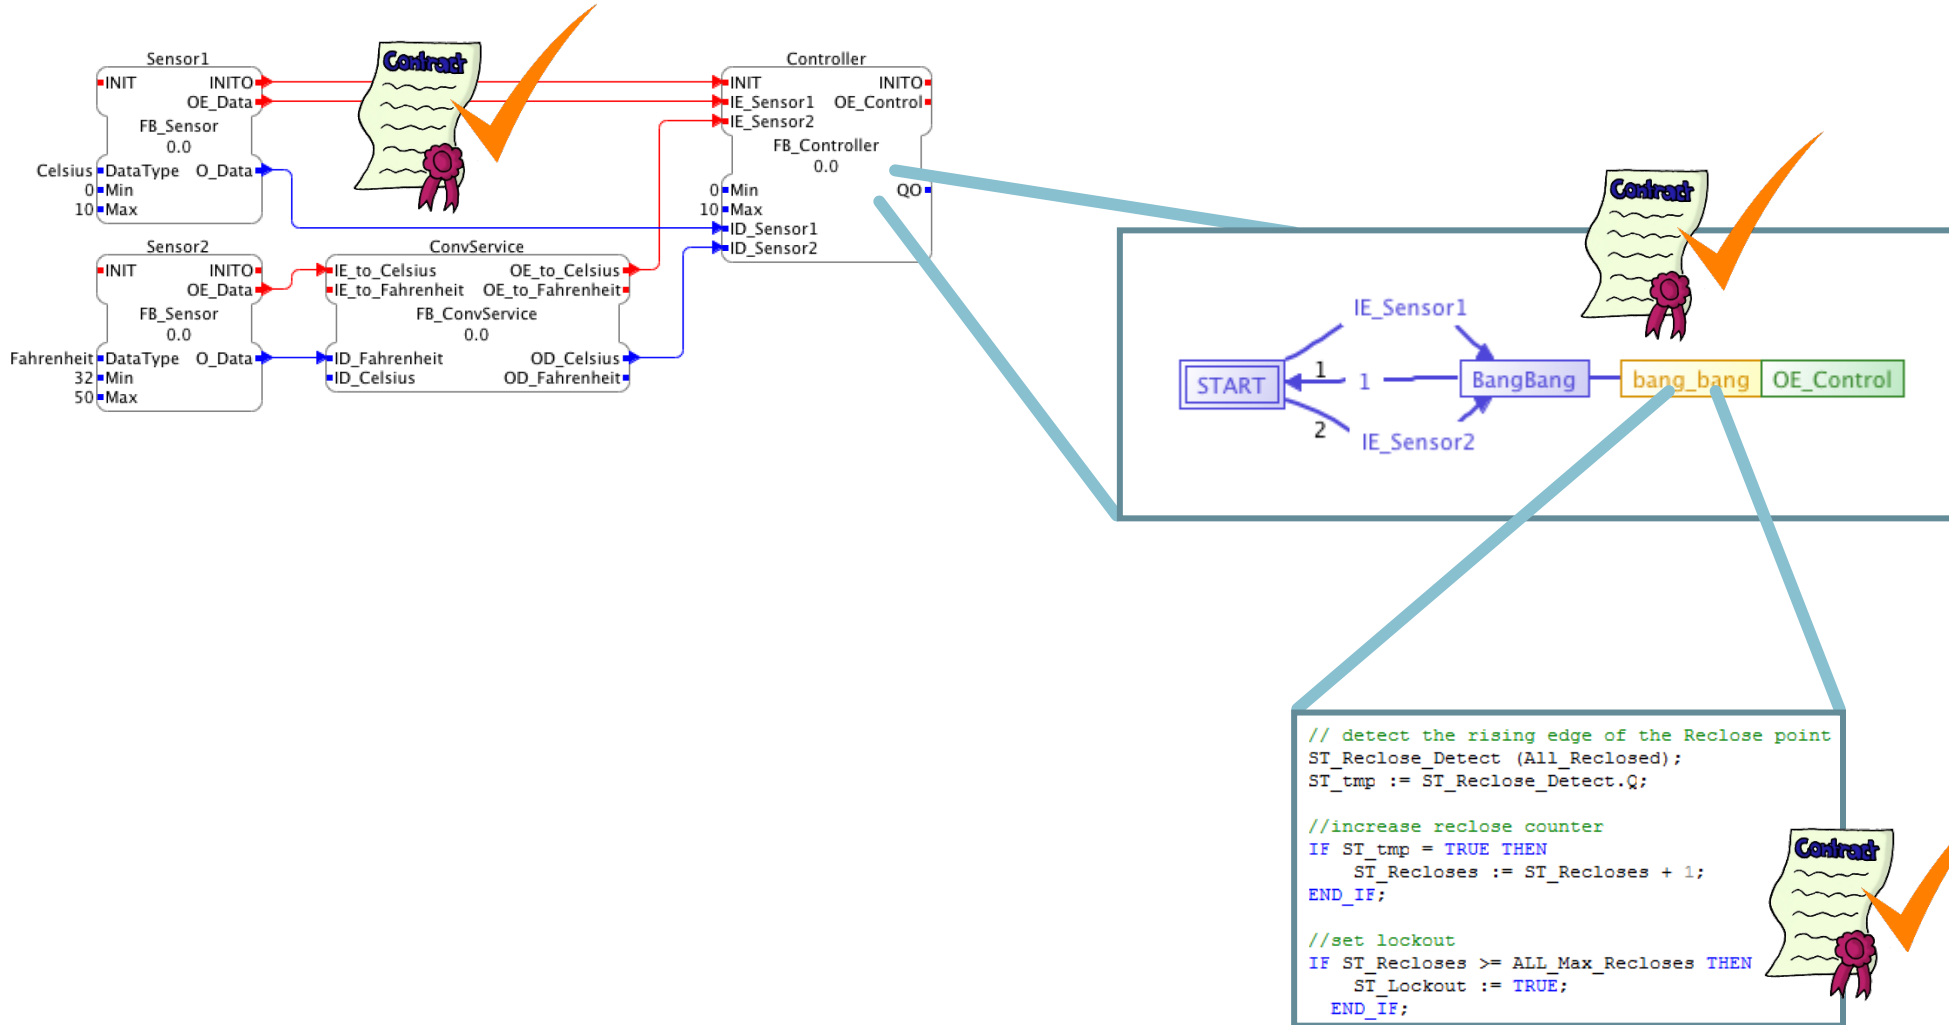 Sensor1
INIT INITO
OE_Data
FB_Sensor
0.0
Celsius DataType O_Data
0 Min
10 Max
Contract
Controller
INIT INITO
IE_Sensor1 OE_Control
IE_Sensor2
FB_Controller
0.0
0 Min QO
10 Max
ID_Sensor1
ID_Sensor2
Sensor2
INIT INITO
OE_Data
FB_Sensor
0.0
Fahrenheit DataType O_Data
32 Min
50 Max
ConvService
IE_to_Celsius OE_to_Celsius
IE_to_Fahrenheit OE_to_Fahrenheit
FB_ConvService
0.0
ID_Fahrenheit OD_Celsius
ID_Celsius OD_Fahrenheit
Contract
IE_Sensor1
START 1 1 BangBang bang_bang OE_Control
2 IE_Sensor2
// detect the rising edge of the Reclose point
ST_Reclose_Detect (All_Reclosed);
ST_tmp := ST_Reclose_Detect.Q;
//increase reclose counter
IF ST_tmp = TRUE THEN
ST_Recloses := ST_Recloses + 1;
END_IF;
//set lockout
IF ST_Recloses >= ALL_Max_Recloses THEN
ST_Lockout := TRUE;
END_IF;
Contract